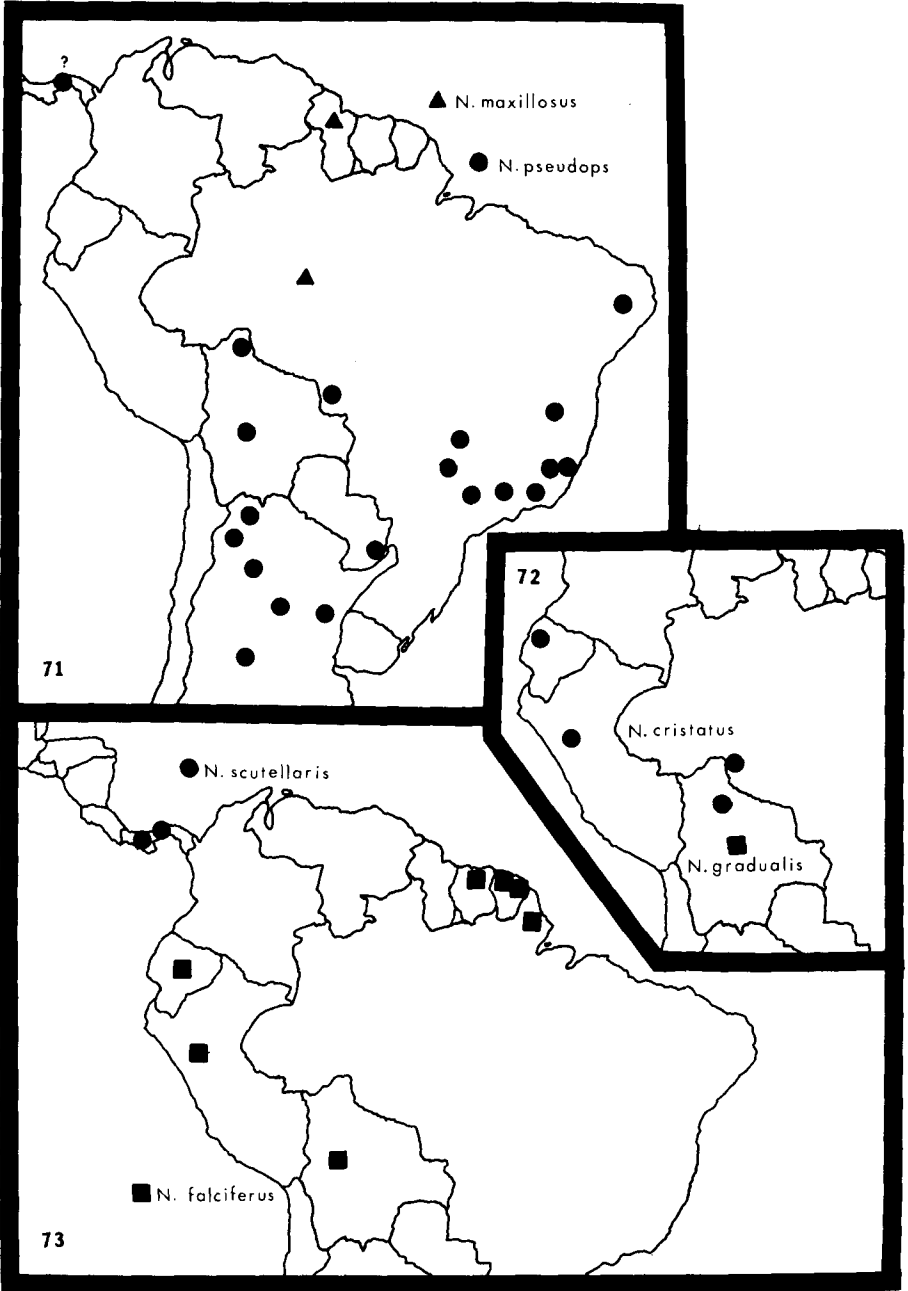 ?
N. maxillosus
N. pseudops
71
72
N. cristatus
N. gradualis
N. scutellaris
N. falciferus
73